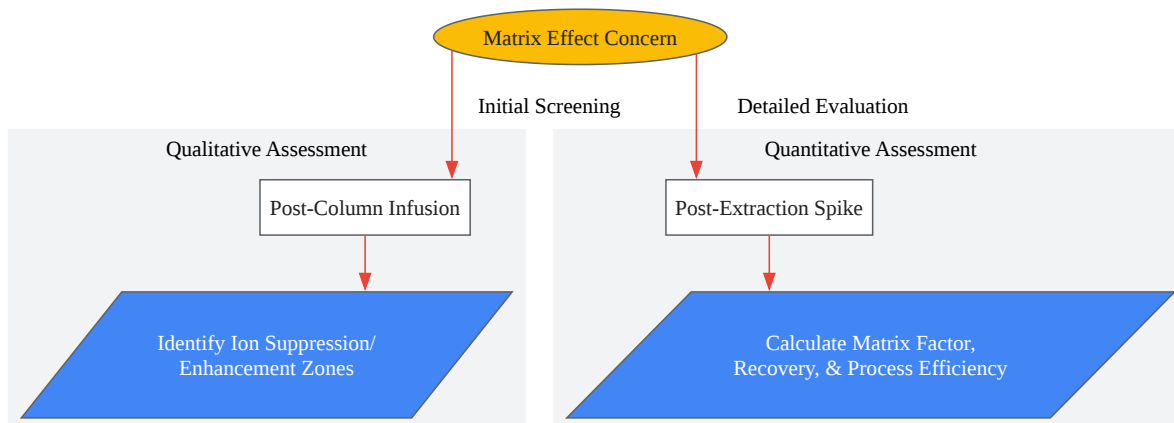 Matrix Effect Concern
Initial Screening
Detailed Evaluation
Qualitative Assessment
Quantitative Assessment
Post-Column Infusion
Post-Extraction Spike
Identify Ion Suppression/
Enhancement Zones
Calculate Matrix Factor,
Recovery, & Process Efficiency